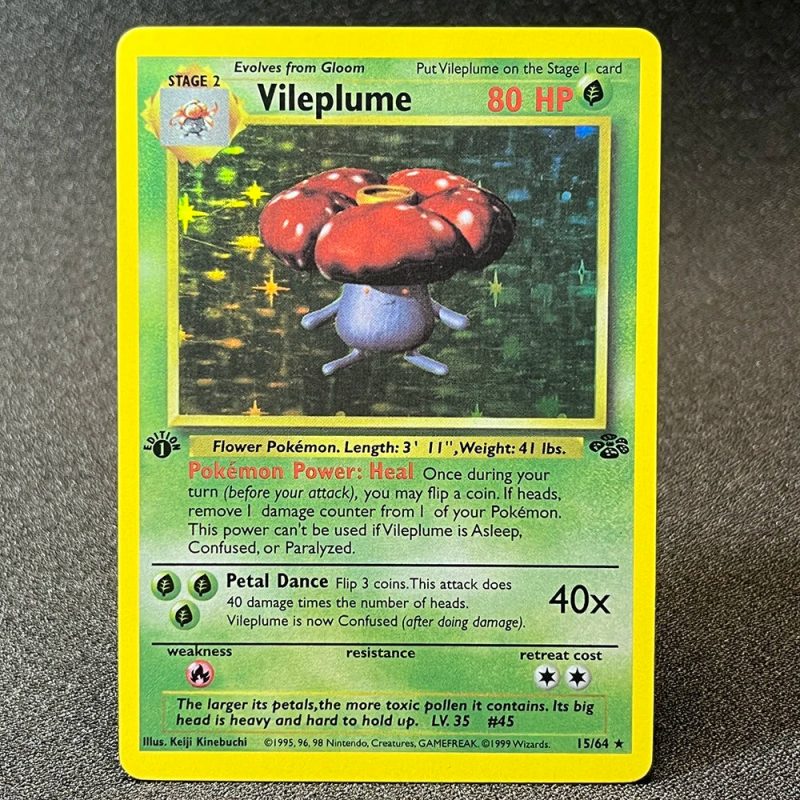 Evolves from Gloom Put Vileplume on the Stage 1 card
STAGE 2
Vileplume 80 HP
EDITION
1
Flower Pokémon. Length: 3' 11", Weight: 41 lbs.
Pokémon Power: Heal Once during your
turn (before your attack), you may flip a coin. If heads,
remove 1 damage counter from 1 of your Pokémon.
This power can't be used if Vileplume is Asleep,
Confused, or Paralyzed.
Petal Dance Flip 3 coins. This attack does
40 damage times the number of heads.
Vileplume is now Confused (after doing damage).
40x
weakness resistance retreat cost
The larger its petals, the more toxic pollen it contains. Its big
head is heavy and hard to hold up. LV. 35 #45
Illus. Keiji Kinebuchi ©1995, 96, 98 Nintendo, Creatures, GAMEFREAK. ©1999 Wizards. 15/64 ★